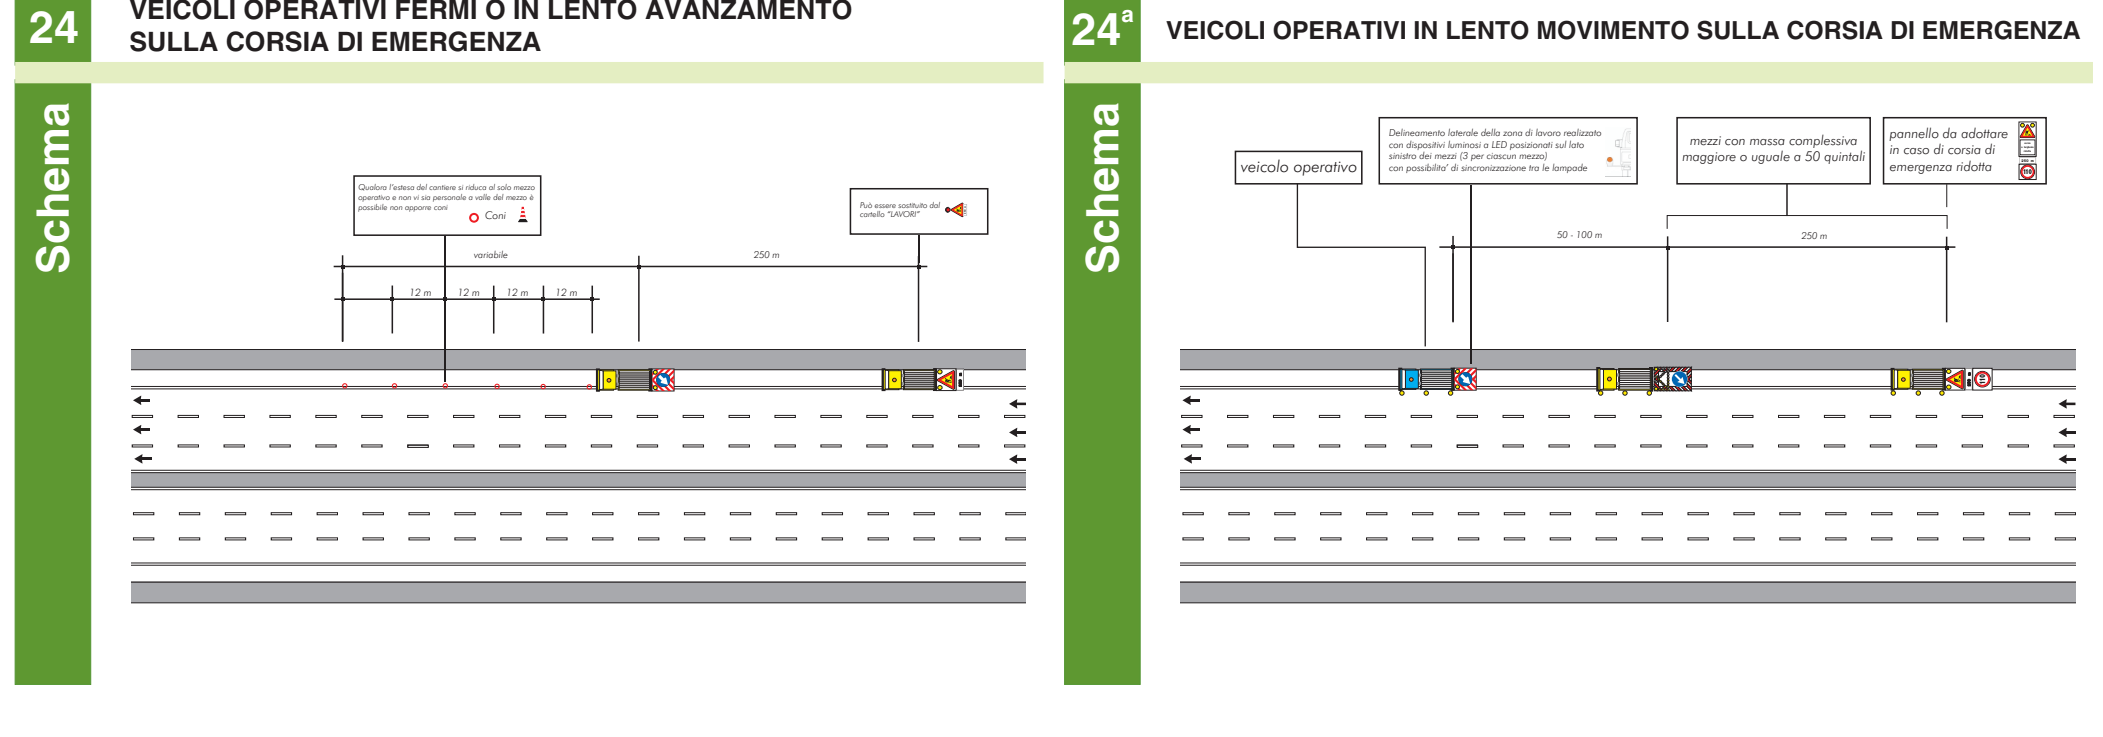 24
VEICOLI OPERATIVI FERMI O IN LENTO AVANZAMENTO
SULLA CORSIA DI EMERGENZA
Schema
Qualora l'estesa del cantiere si riduca al solo mezzo
operativo e non vi sia personale a valle del mezzo è
possibile non apporre coni
Coni
Può essere sostituito dal
cartello "LAVORI"
variabile
250 m
12 m
12 m
12 m
12 m
24ª
VEICOLI OPERATIVI IN LENTO MOVIMENTO SULLA CORSIA DI EMERGENZA
Schema
veicolo operativo
Delineamento laterale della zona di lavoro realizzato
con dispositivi luminosi a LED posizionati sul lato
sinistro dei mezzi (3 per ciascun mezzo)
con possibilita' di sincronizzazione tra le lampade
mezzi con massa complessiva
maggiore o uguale a 50 quintali
pannello da adottare
in caso di corsia di
emergenza ridotta
50 - 100 m
250 m
110